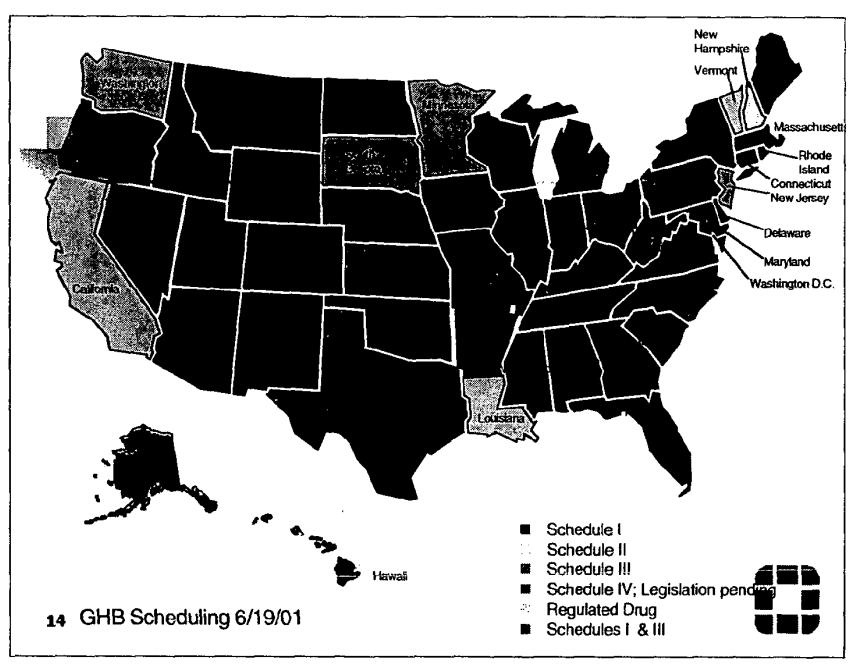 New
Hampshire
Vermont
Washington
Massachusetts
Rhode
Island
Connecticut
New Jersey
Delaware
Maryland
Washington D.C.
California
Louisiana
Hawaii
Schedule I
Schedule II
Schedule III
Schedule IV; Legislation pending
Regulated Drug
Schedules I & III
14 GHB Scheduling 6/19/01